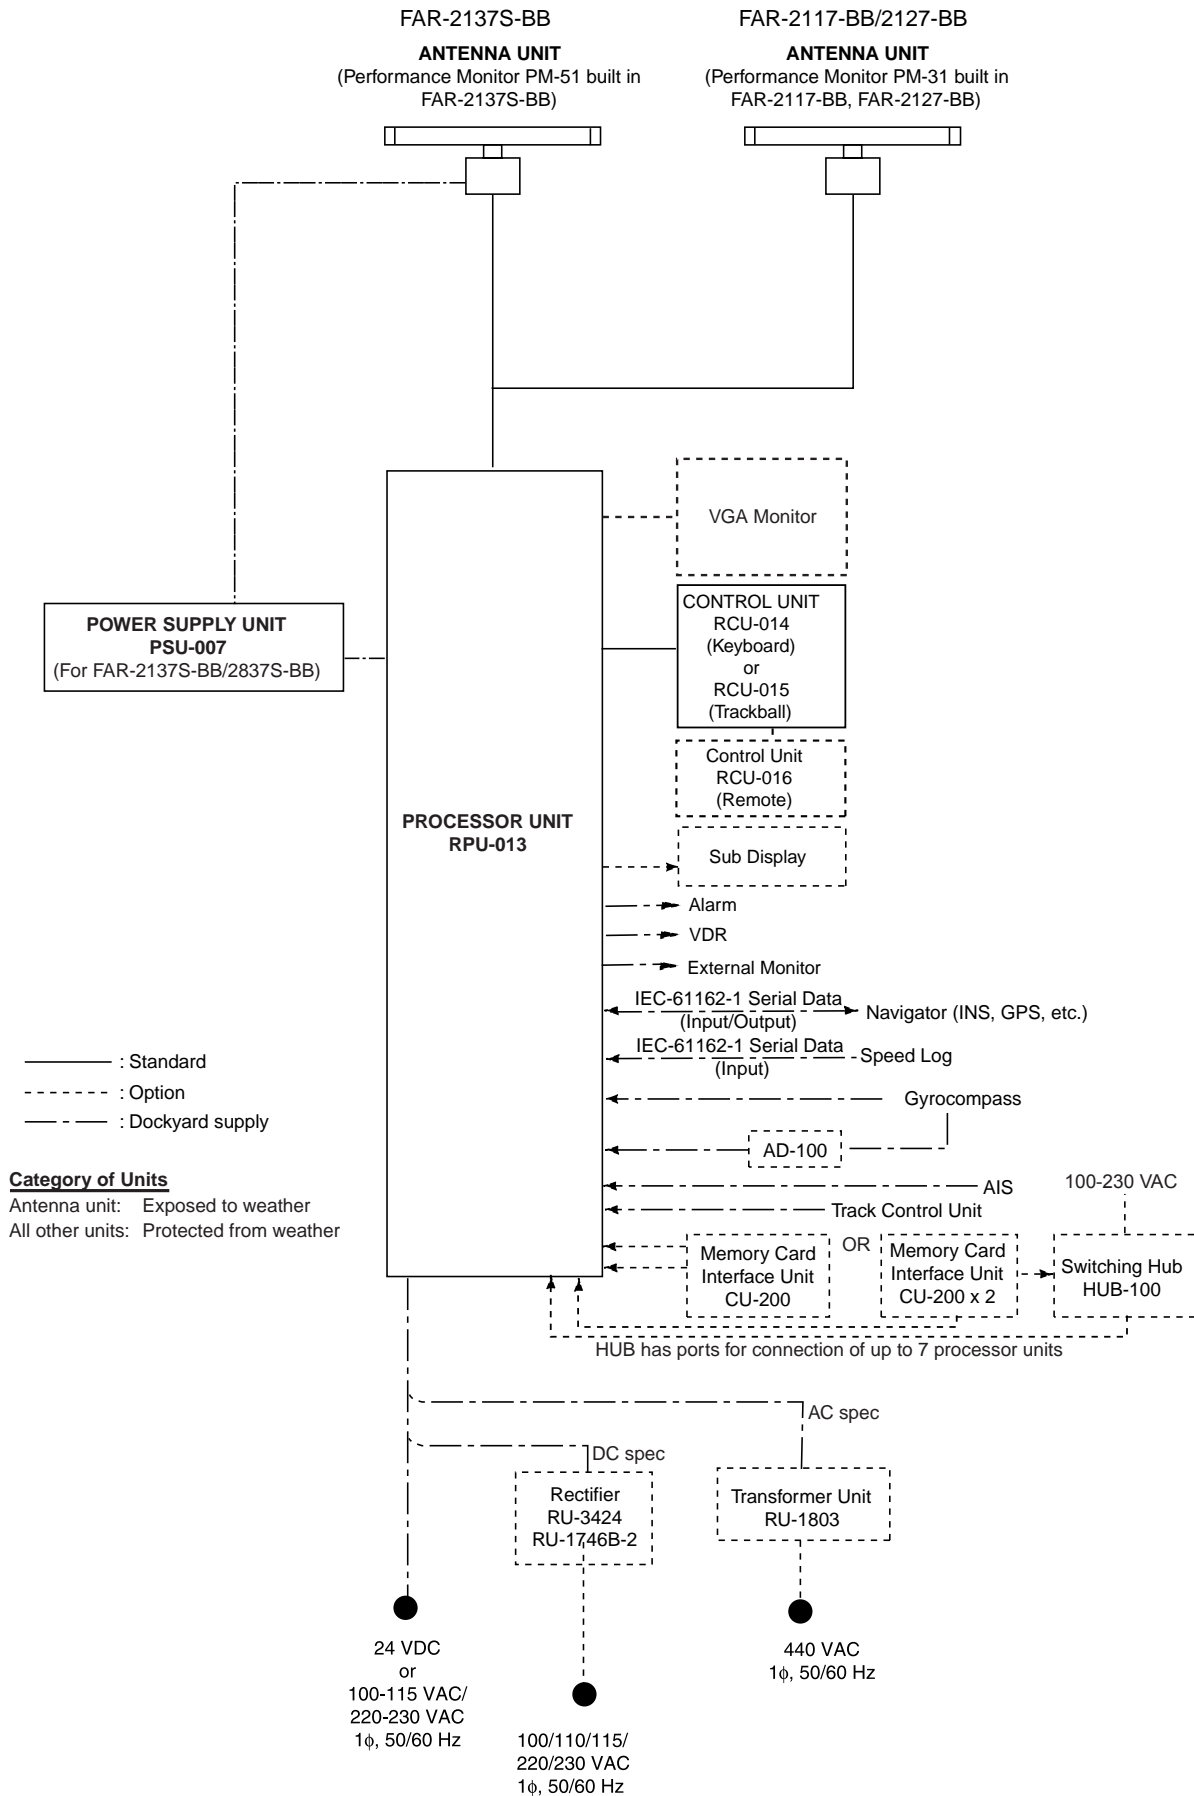 FAR-2137S-BB
ANTENNA UNIT
(Performance Monitor PM-51 built in
FAR-2137S-BB)
FAR-2117-BB/2127-BB
ANTENNA UNIT
(Performance Monitor PM-31 built in
FAR-2117-BB, FAR-2127-BB)
VGA Monitor
CONTROL UNIT
RCU-014
(Keyboard)
or
RCU-015
(Trackball)
POWER SUPPLY UNIT
PSU-007
(For FAR-2137S-BB/2837S-BB)
Control Unit
RCU-016
(Remote)
PROCESSOR UNIT
RPU-013
Sub Display
Alarm
VDR
External Monitor
IEC-61162-1 Serial Data
(Input/Output)
Navigator (INS, GPS, etc.)
IEC-61162-1 Serial Data
(Input)
Speed Log
Gyrocompass
AD-100
: Standard
: Option
: Dockyard supply
Category of Units
Antenna unit: Exposed to weather
All other units: Protected from weather
AIS
100-230 VAC
Track Control Unit
Memory Card
Interface Unit
CU-200
OR
Memory Card
Interface Unit
CU-200 x 2
Switching Hub
HUB-100
HUB has ports for connection of up to 7 processor units
AC spec
DC spec
Rectifier
RU-3424
RU-1746B-2
Transformer Unit
RU-1803
24 VDC
or
100-115 VAC/
220-230 VAC
1ϕ, 50/60 Hz
100/110/115/
220/230 VAC
1ϕ, 50/60 Hz
440 VAC
1ϕ, 50/60 Hz